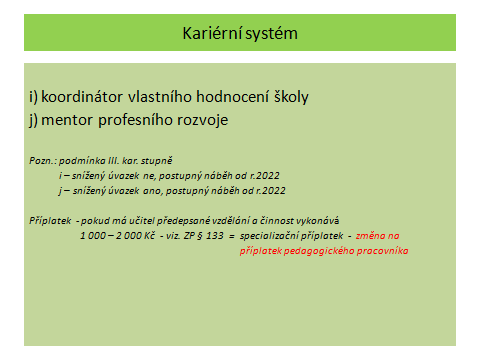 Kariérní systém
i) koordinátor vlastního hodnocení školy
j) mentor profesního rozvoje
Pozn.: podmínka III. kar. stupně
i – snížený úvazek ne, postupný náběh od r.2022
j – snížený úvazek ano, postupný náběh od r.2022
Příplatek - pokud má učitel předepsané vzdělání a činnost vykonává
1 000 – 2 000 Kč - viz. ZP § 133 = specializační příplatek - změna na
příplatek pedagogického pracovníka